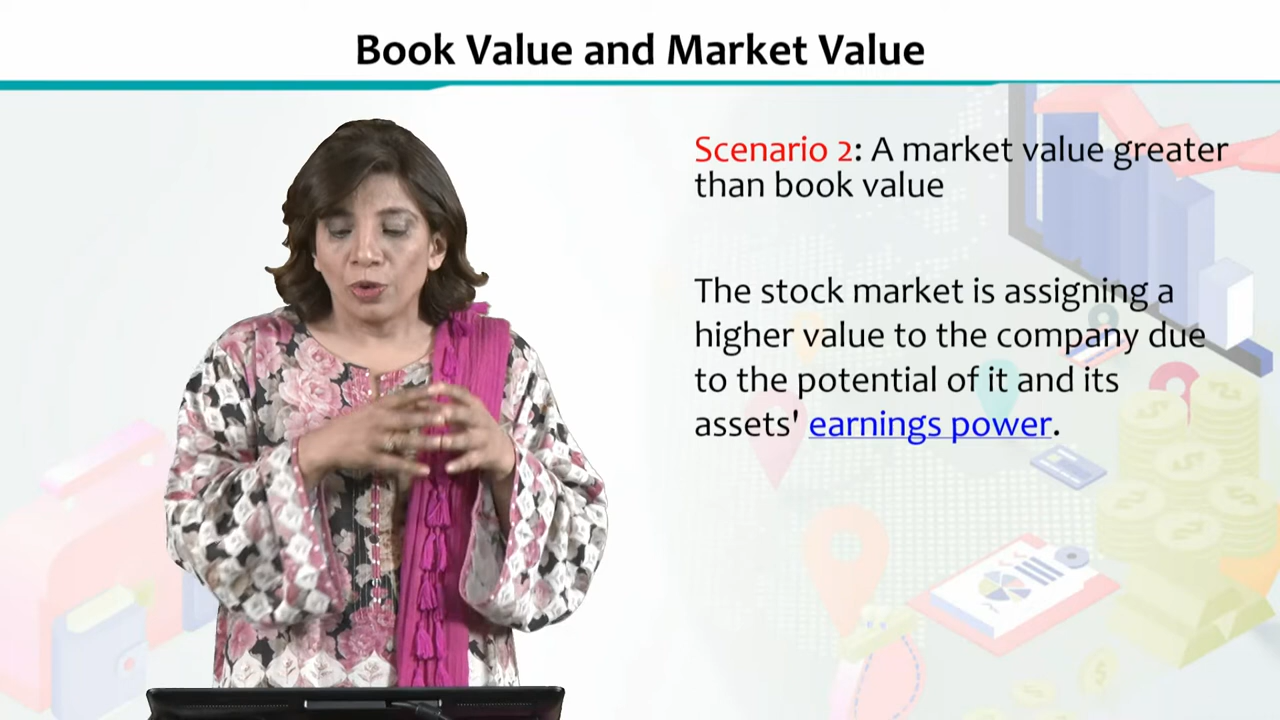 Book Value and Market Value
Scenario 2: A market value greater
than book value
The stock market is assigning a
higher value to the company due
to the potential of it and its
assets' earnings power.